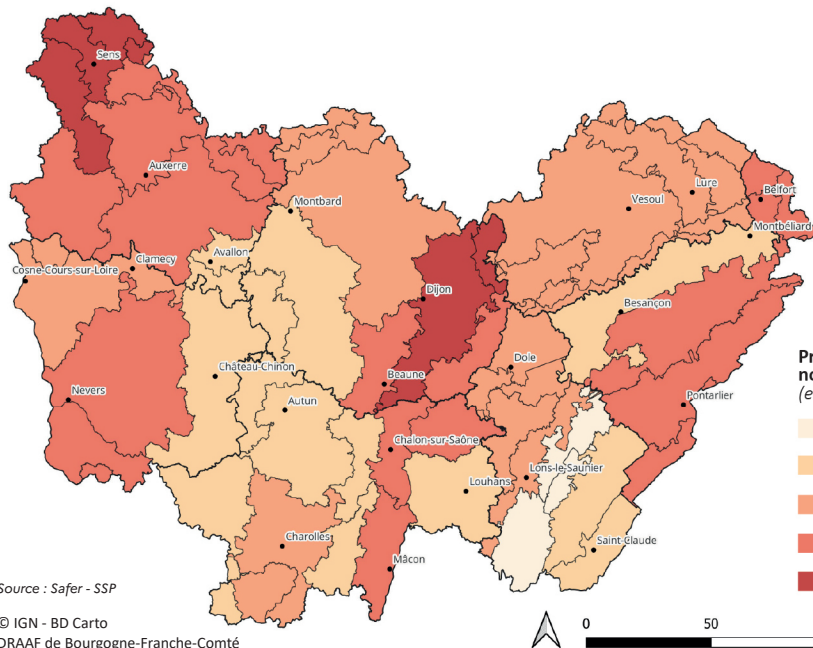 Sens
Auxerre
Montbard
Avallon
Clamecy
Cosne-Cours-sur-Loire
Vesoul
Lure
Belfort
Montbéliard
Dijon
Besançon
Château-Chinon
Beaune
Dole
Nevers
Autun
Pontarlier
Chalon-sur-Saône
Louhans
Lons-le-Saunier
Charolles
Mâcon
Saint-Claude
Pr
no
(e
Source : Safer - SSP
© IGN - BD Carto
DRAAF de Bourgogne-Franche-Comté
0 50